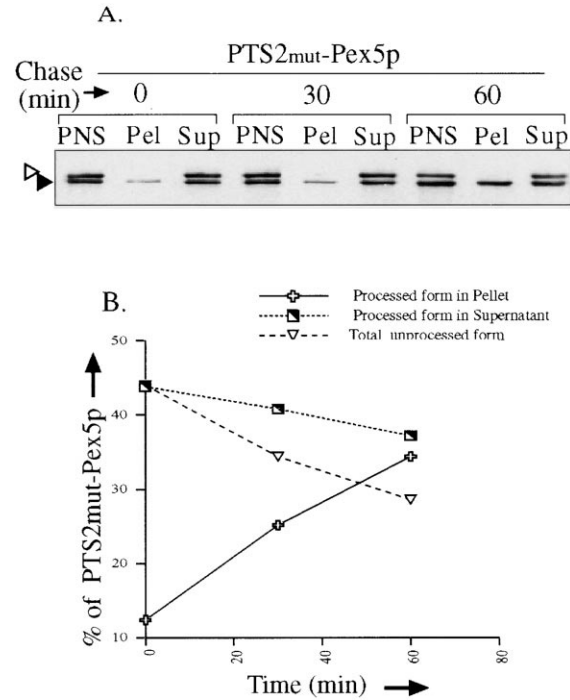 A.
PTS2mut-Pex5p
Chase
(min) 0 30 60
PNS Pel Sup PNS Pel Sup PNS Pel Sup
B.
Processed form in Pellet
Processed form in Supernatant
Total unprocessed form
% of PTS2mut-Pex5p
50
40
30
20
10
0 20 40 60 80
Time (min)